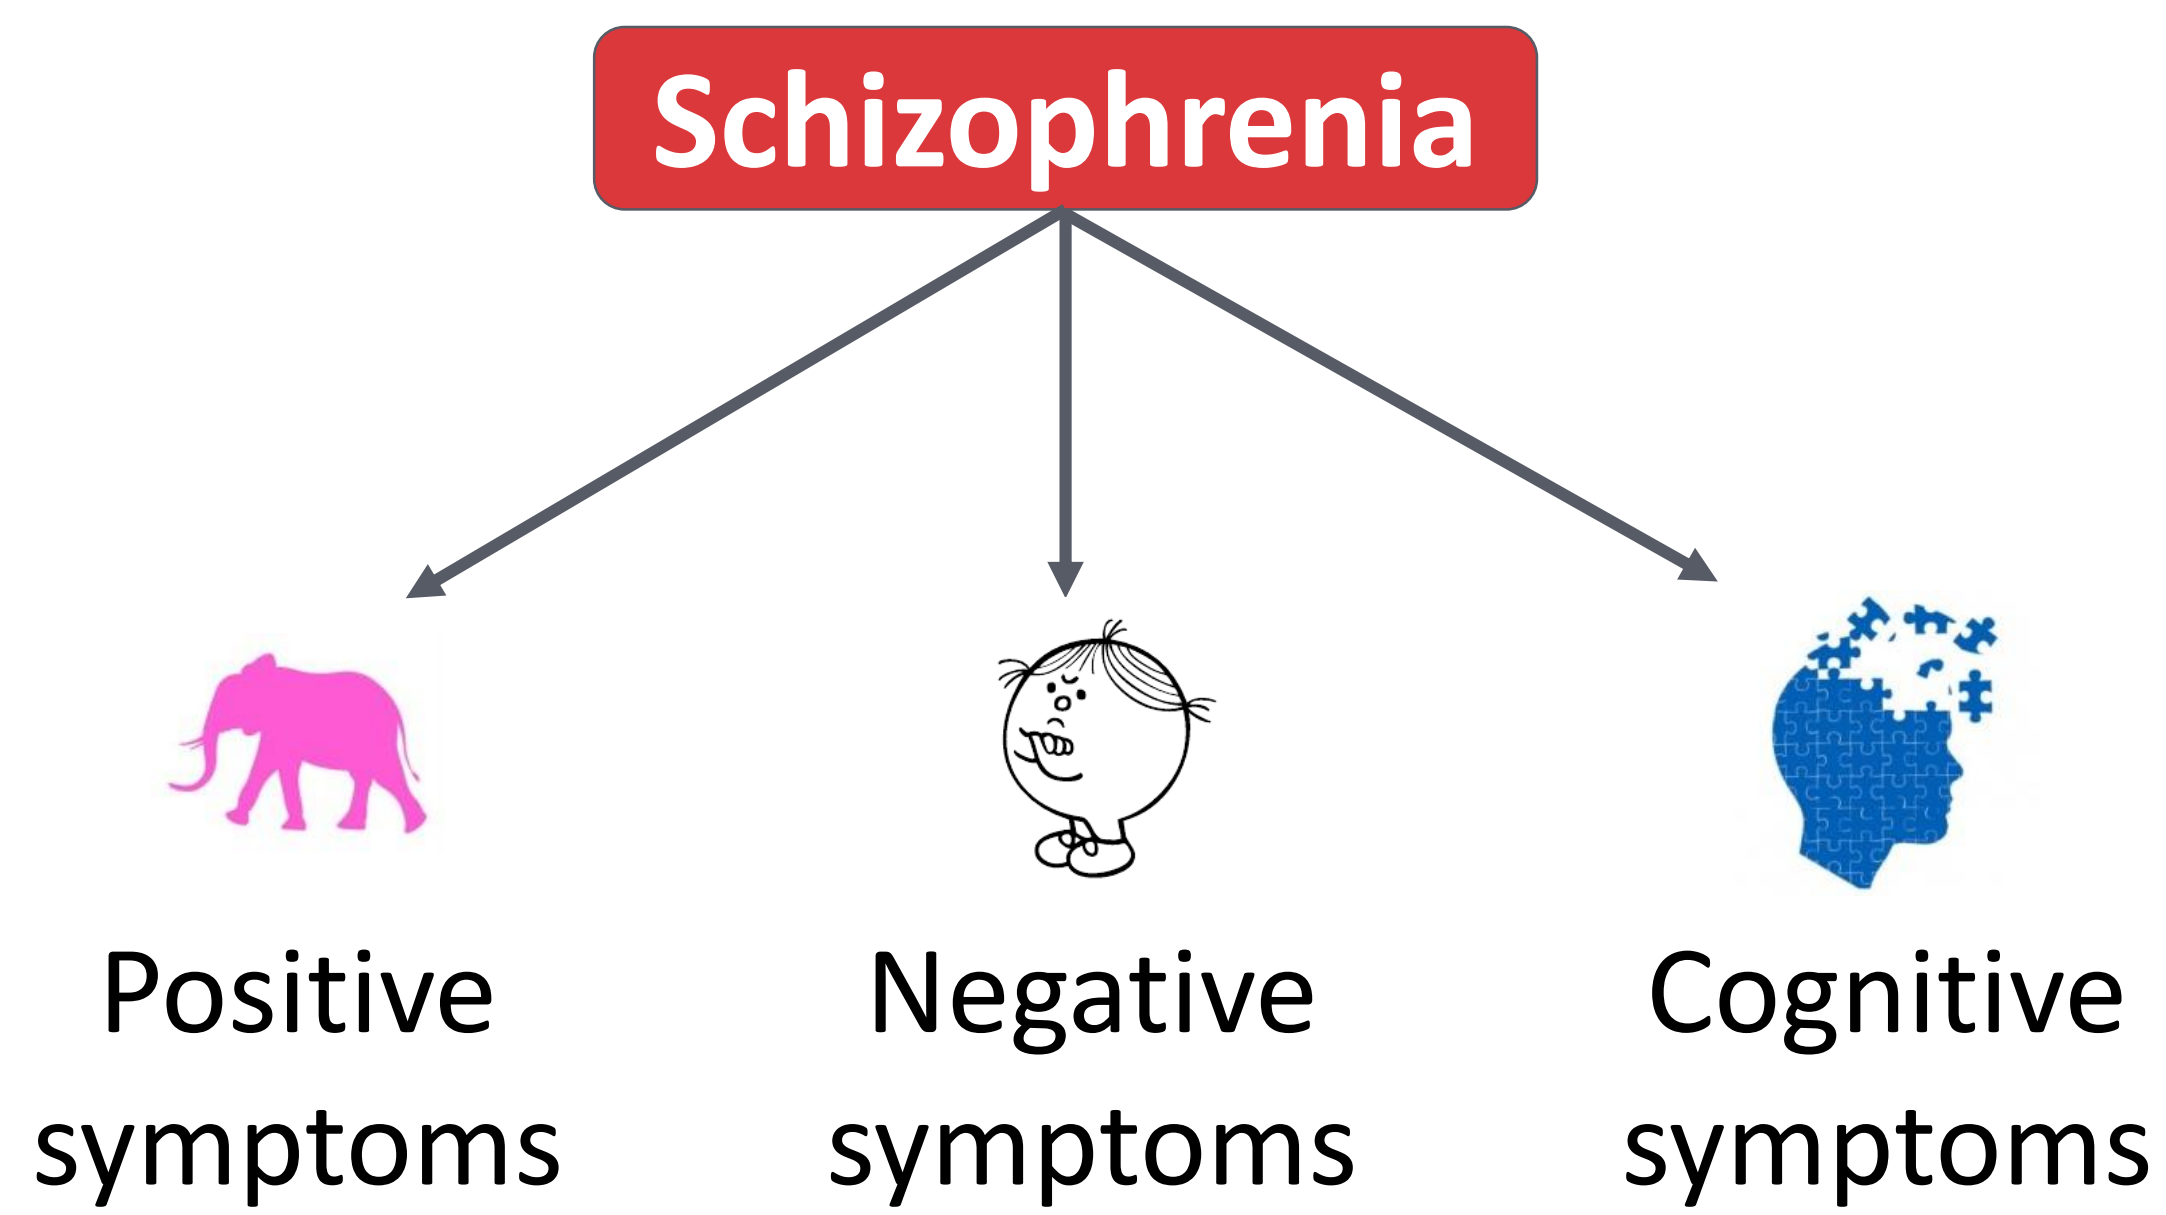 Schizophrenia
Positive
symptoms
Negative
symptoms
Cognitive
symptoms